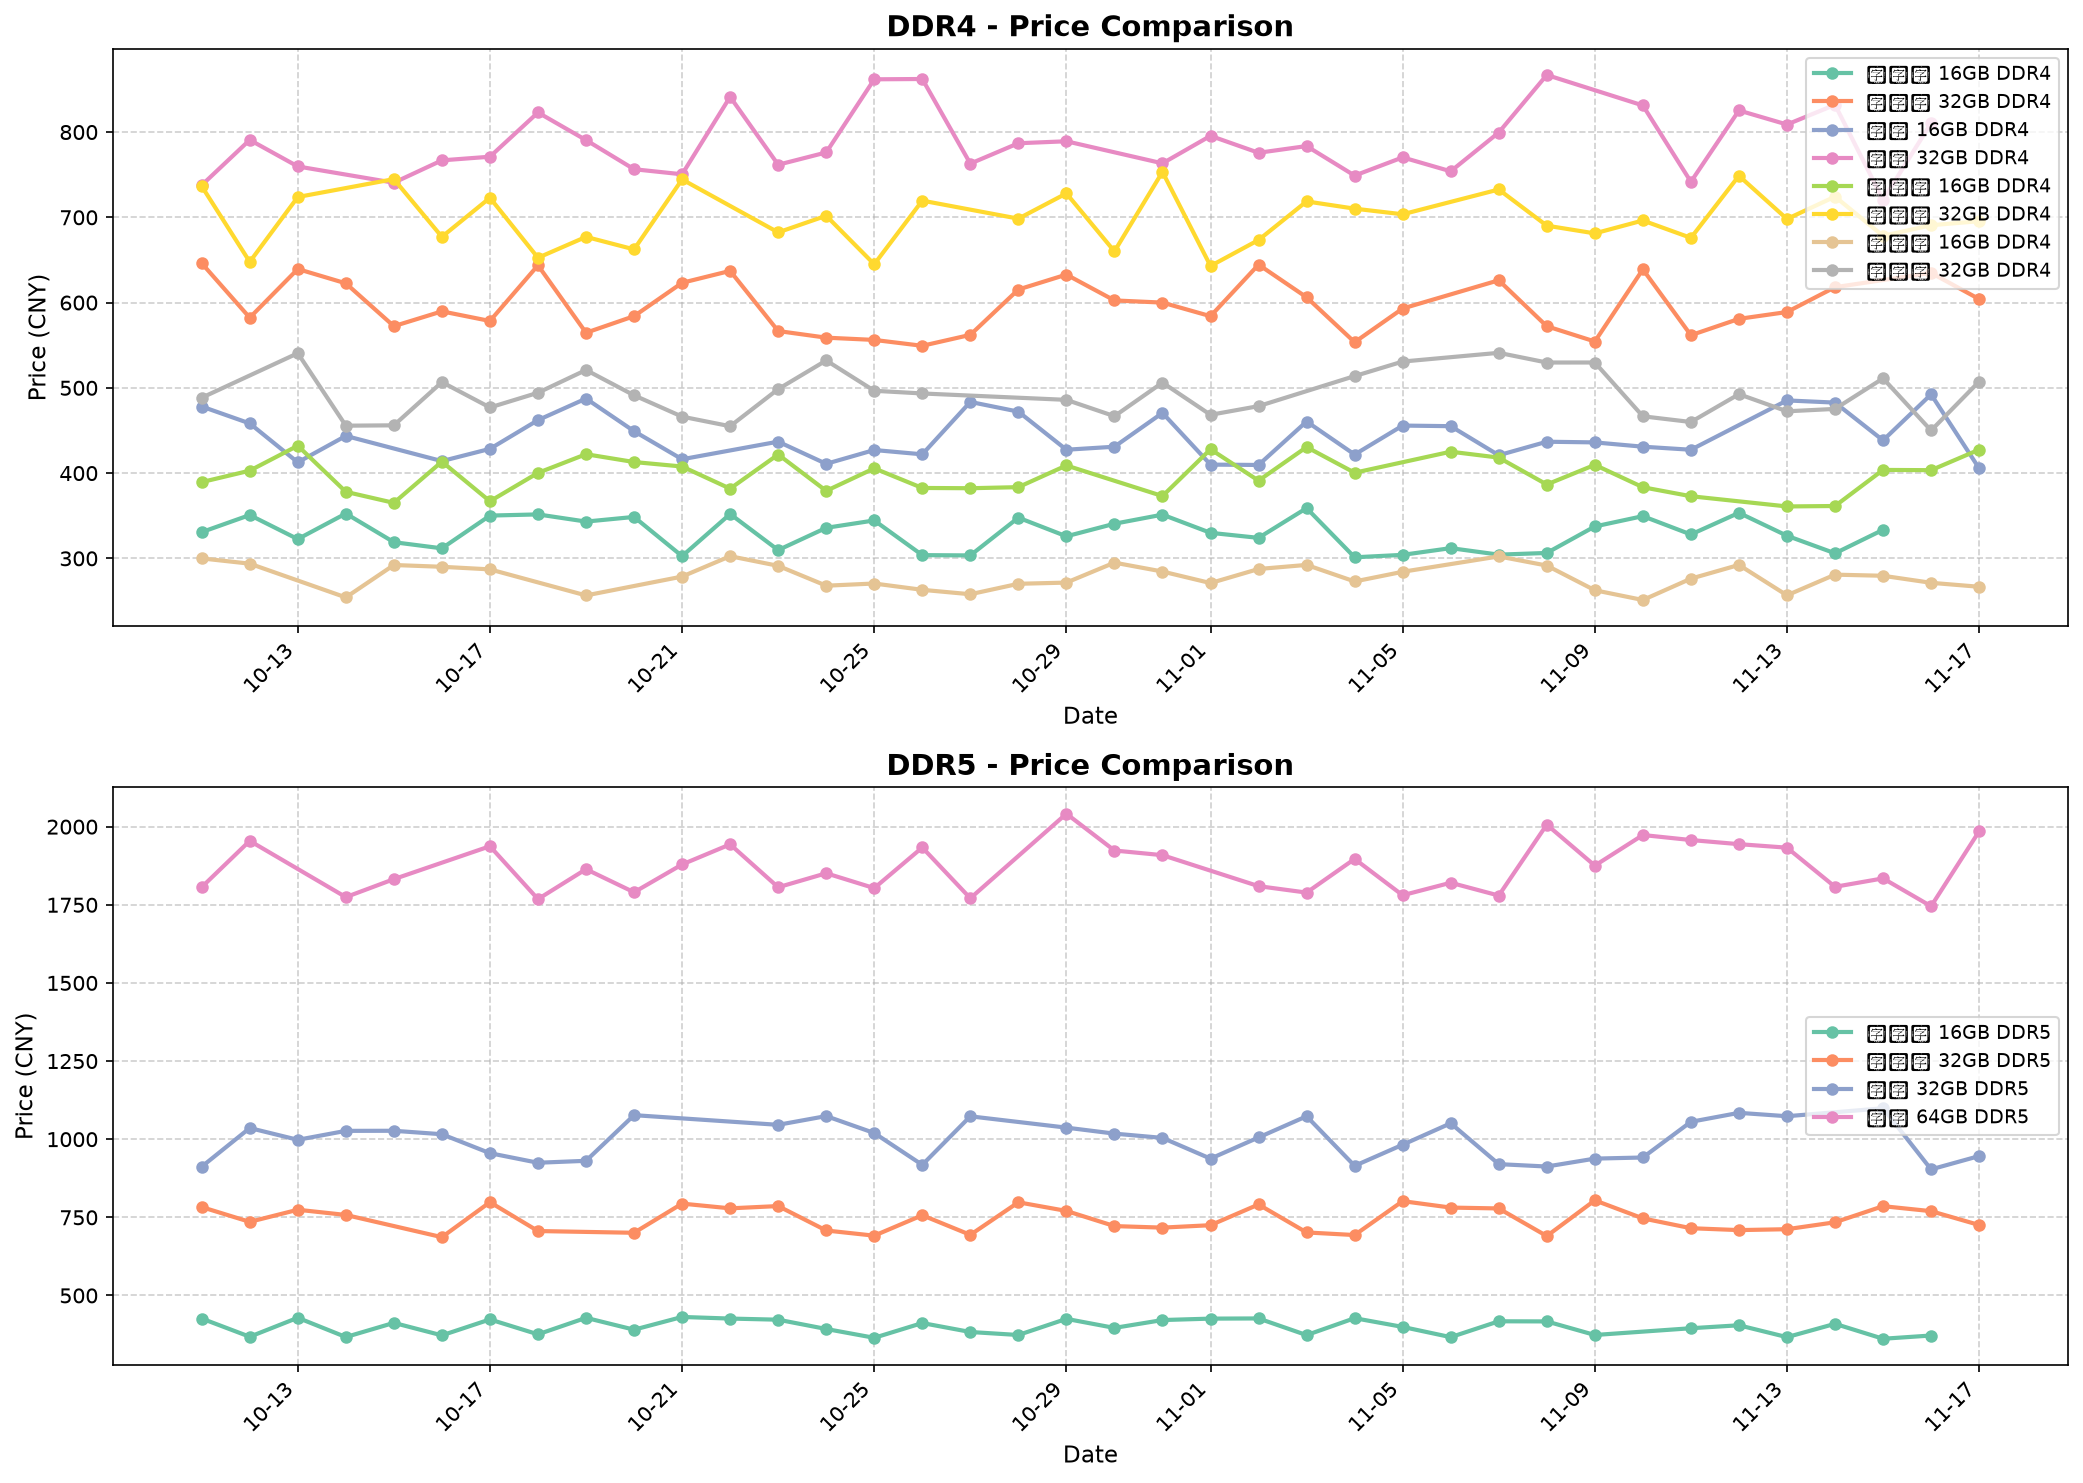 DDR4 - Price Comparison
Price (CNY)
800
700
600
500
400
300
16GB DDR4
32GB DDR4
16GB DDR4
32GB DDR4
16GB DDR4
32GB DDR4
16GB DDR4
32GB DDR4
10-13
10-17
10-21
10-25
10-29
11-01
11-05
11-09
11-13
11-17
Date
DDR5 - Price Comparison
Price (CNY)
2000
1750
1500
1250
1000
750
500
16GB DDR5
32GB DDR5
32GB DDR5
64GB DDR5
10-13
10-17
10-21
10-25
10-29
11-01
11-05
11-09
11-13
11-17
Date